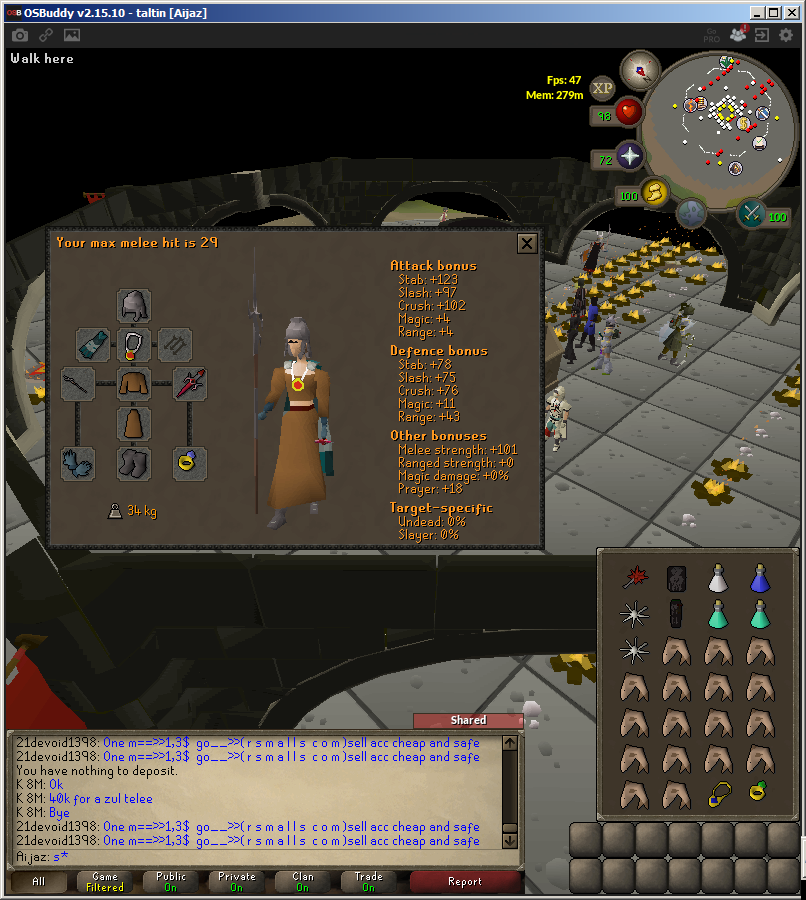 OSBuddy v2.15.10 - taltin [Aijaz]
Go PRO
Walk here
Fps: 47
Mem: 279m
XP
98
72
100
100
Your max melee hit is 29
Attack bonus
Stab: +123
Slash: +97
Crush: +102
Magic: +4
Range: +4
Defence bonus
Stab: +78
Slash: +75
Crush: +76
Magic: +11
Range: +43
Other bonuses
Melee strength: +101
Ranged strength: +0
Magic damage: +0%
Prayer: +18
Target-specific
Undead: 0%
Slayer: 0%
34 kg
Shared
21devoid1398: One m==>>1,3$ go__>>(r s m a l l s c o m)sell acc cheap and safe
21devoid1398: One m==>>1,3$ go__>>(r s m a l l s c o m)sell acc cheap and safe
You have nothing to deposit.
K 8M: Ok
K 8M: 40k for a zul telee
K 8M: Bye
21devoid1398: One m==>>1,3$ go__>>(r s m a l l s c o m)sell acc cheap and safe
21devoid1398: One m==>>1,3$ go__>>(r s m a l l s c o m)sell acc cheap and safe
Aijaz: s*
All
Game
Filtered
Public
On
Private
On
Clan
On
Trade
On
Report